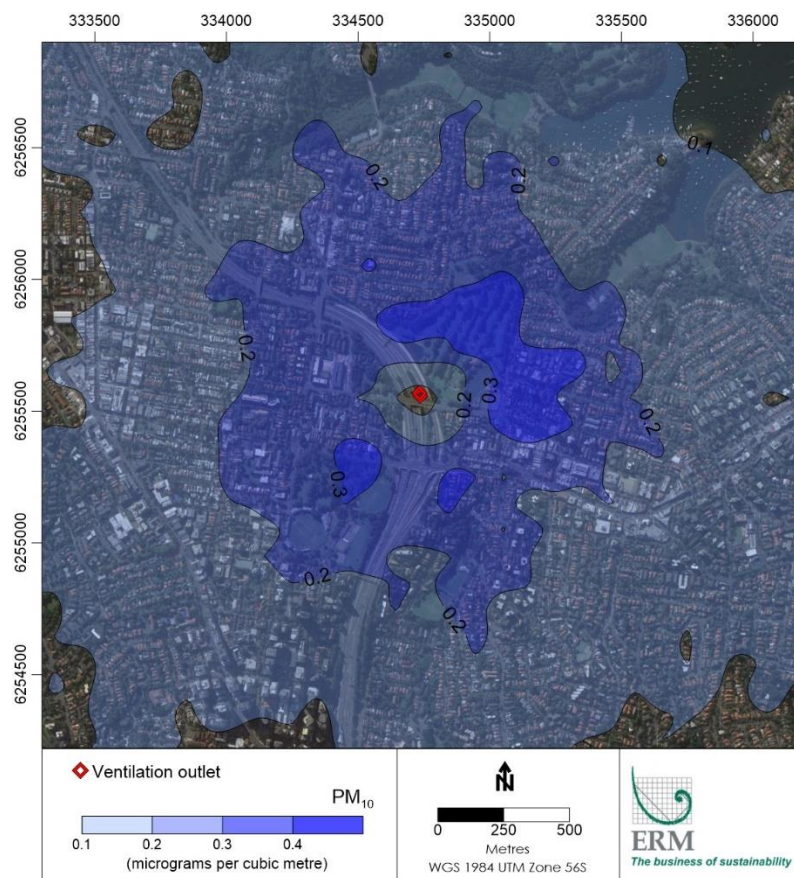 333500 334000 334500 335000 335500 336000
6256500
6256000
6255500
6255000
6254500
0.1
0.2
0.2
0.2
0.2
0.3
0.2
0.3
0.2
0.2
Ventilation outlet
PM10
0.1 0.2 0.3 0.4
(micrograms per cubic metre)
N
0 250 500
Metres
WGS 1984 UTM Zone 56S
ERM
The business of sustainability